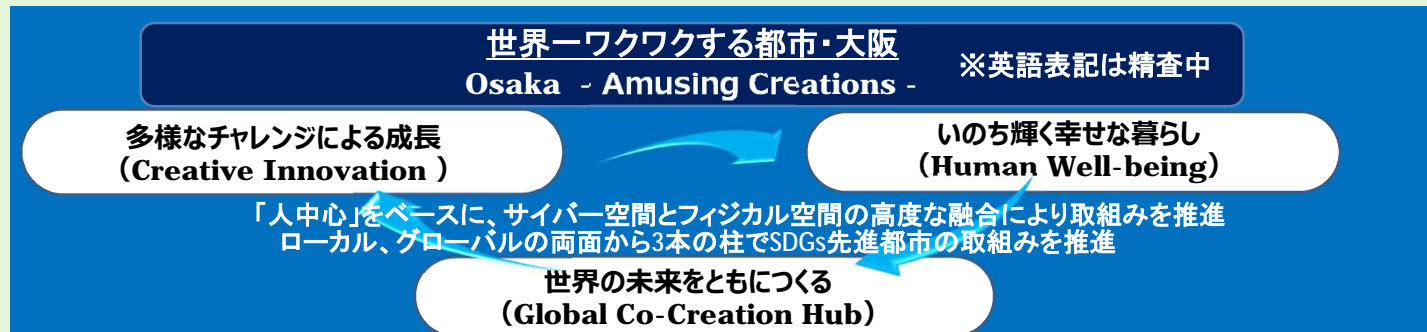 世界一ワクワクする都市・大阪
Osaka - Amusing Creations -
※英語表記は精査中
多様なチャレンジによる成長
（Creative Innovation ）
いのち輝く幸せな暮らし
（Human Well-being）
「人中心」をベースに、サイバー空間とフィジカル空間の高度な融合により取組みを推進
ローカル、グローバルの両面から3本の柱でSDGs先進都市の取組みを推進
世界の未来をともにつくる
（Global Co-Creation Hub）